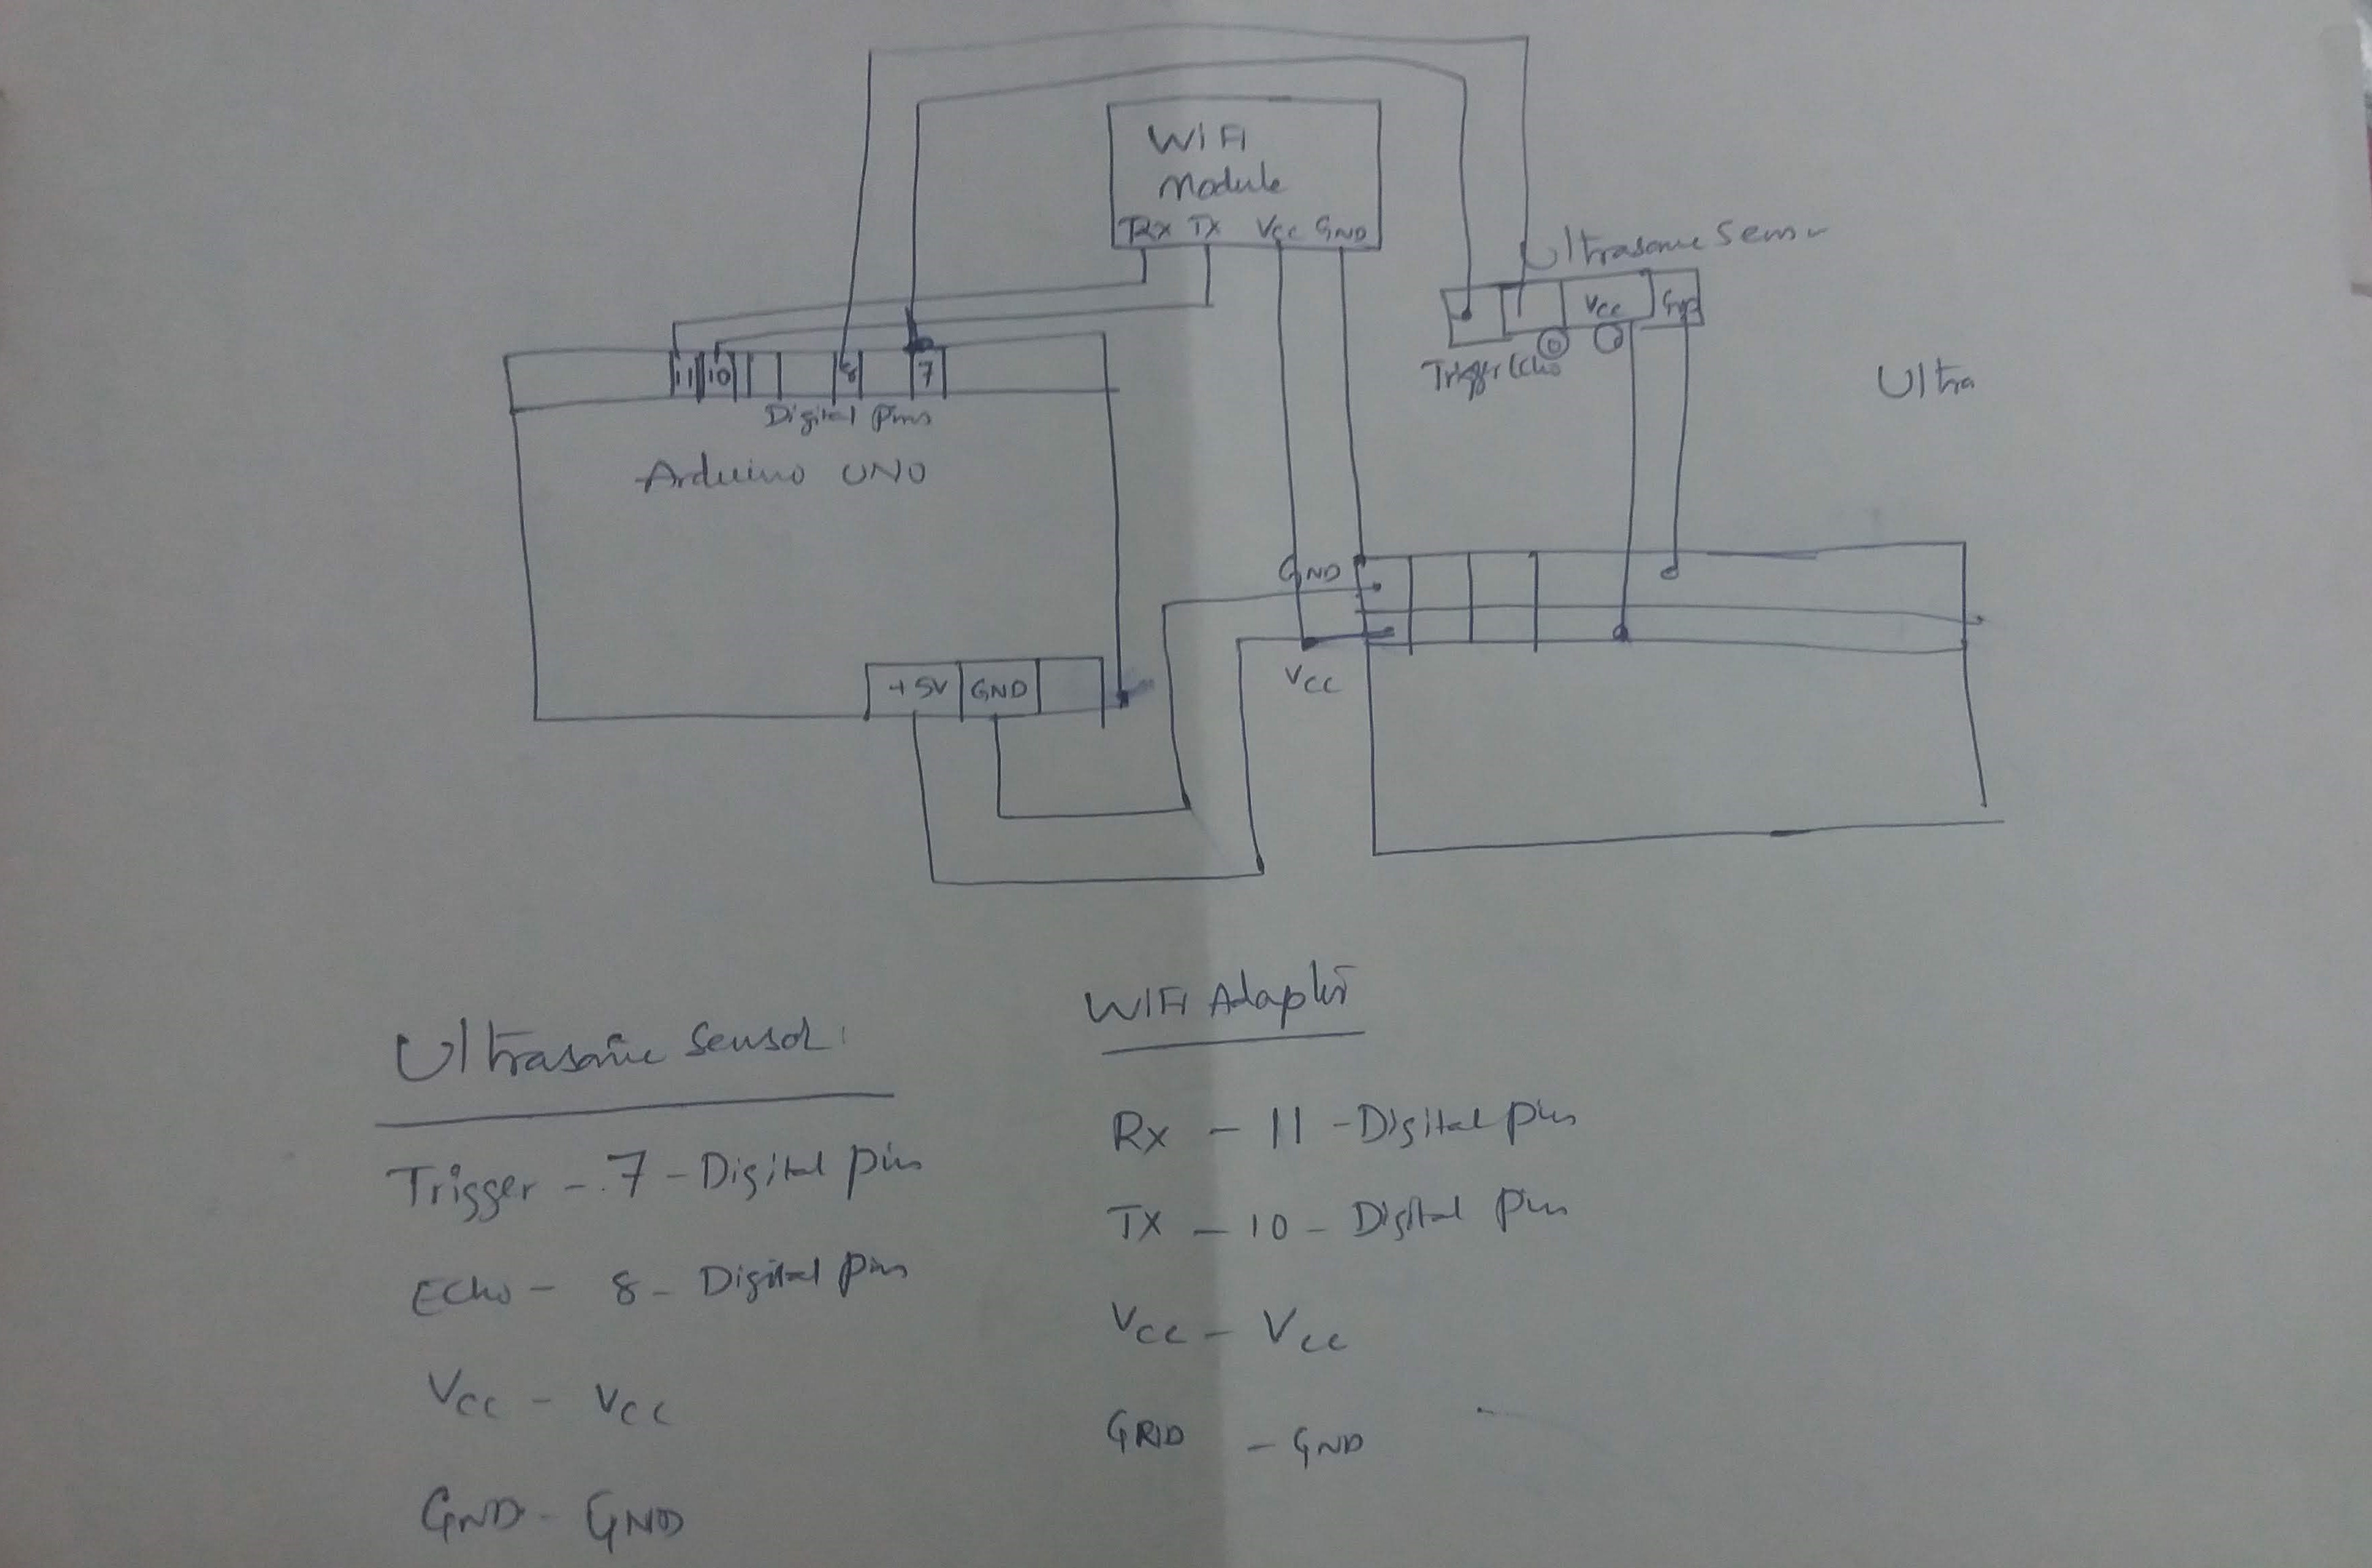 WIFI
Module
Rx TX Vcc GND
Ultrasonic Sensor
Vcc GND
Trigger Echo
Ultra
11 10 8 7
Digital Pins
Arduino UNO
GND
+5V GND
Vcc
Ultrasonic Sensor:
Trigger - 7 - Digital pin
Echo - 8 - Digital pin
Vcc - Vcc
GND - GND
WIFI Adapter
Rx - 11 - Digital pin
TX - 10 - Digital pin
Vcc - Vcc
GRID - GND